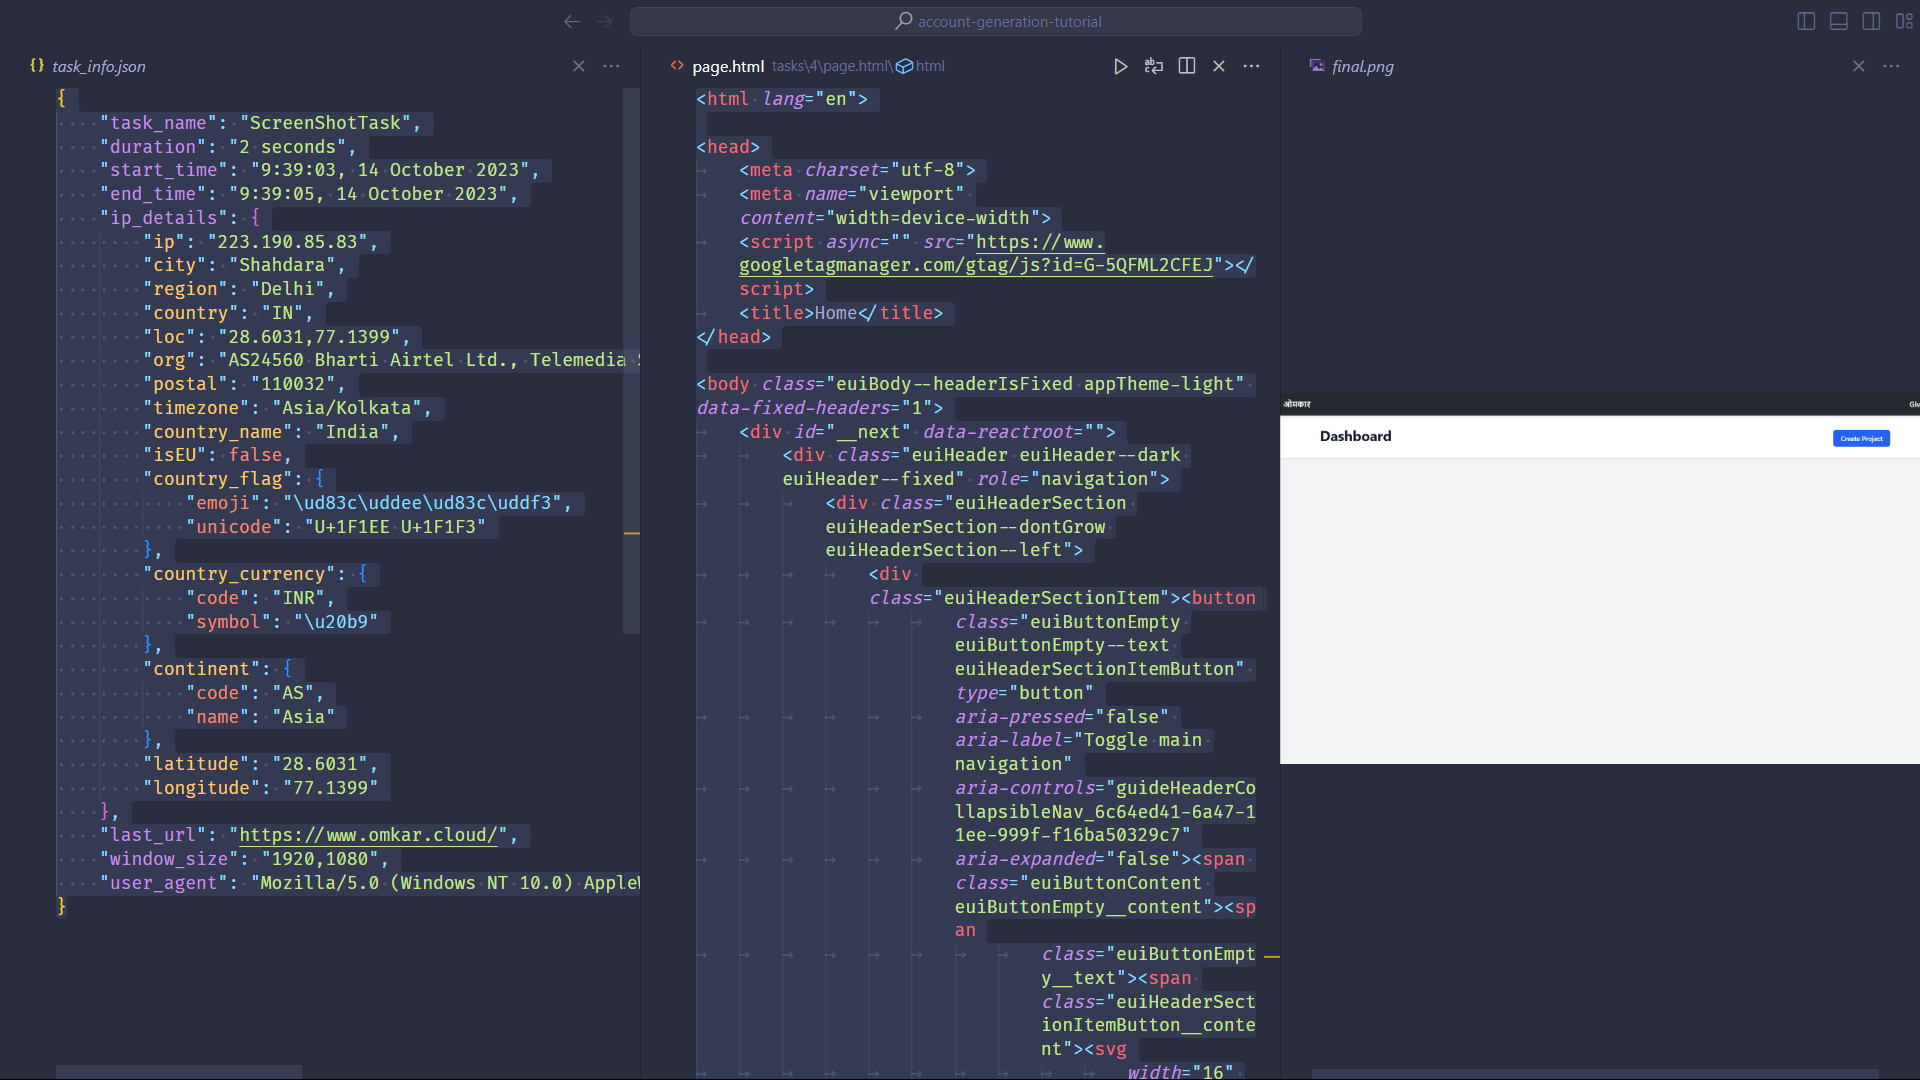 account-generation-tutorial
task_info.json
{
"task_name": "ScreenShotTask",
"duration": "2 seconds",
"start_time": "9:39:03, 14 October 2023",
"end_time": "9:39:05, 14 October 2023",
"ip_details": {
"ip": "223.190.85.83",
"city": "Shahdara",
"region": "Delhi",
"country": "IN",
"loc": "28.6031,77.1399",
"org": "AS24560 Bharti Airtel Ltd., Telemedia
"postal": "110032",
"timezone": "Asia/Kolkata",
"country_name": "India",
"isEU": false,
"country_flag": {
"emoji": "\ud83c\uddee\ud83c\uddf3",
"unicode": "U+1F1EE U+1F1F3"
},
"country_currency": {
"code": "INR",
"symbol": "\u20b9"
},
"continent": {
"code": "AS",
"name": "Asia"
},
"latitude": "28.6031",
"longitude": "77.1399"
},
"last_url": "https://www.omkar.cloud/",
"window_size": "1920,1080",
"user_agent": "Mozilla/5.0 (Windows NT 10.0) Apple
}
page.html tasks\4\page.html\html
<html lang="en">
<head>
<meta charset="utf-8">
<meta name="viewport"
content="width=device-width">
<script async="" src="https://www.
googletagmanager.com/gtag/js?id=G-5QFML2CFEJ"></
script>
<title>Home</title>
</head>
<body class="euiBody--headerIsFixed appTheme-light"
data-fixed-headers="1">
<div id="__next" data-reactroot="">
<div class="euiHeader euiHeader--dark
euiHeader--fixed" role="navigation">
<div class="euiHeaderSection
euiHeaderSection--dontGrow
euiHeaderSection--left">
<div
class="euiHeaderSectionItem"><button
class="euiButtonEmpty
euiButtonEmpty--text
euiHeaderSectionItemButton"
type="button"
aria-pressed="false"
aria-label="Toggle main
navigation"
aria-controls="guideHeaderCo
llapsibleNav_6c64ed41-6a47-1
1ee-999f-f16ba50329c7"
aria-expanded="false"><span
class="euiButtonContent
euiButtonEmpty__content"><sp
an
class="euiButtonEmpt
y__text"><span
class="euiHeaderSect
ionItemButton__conte
nt"><svg
width="16"
final.png
ओमकार
Dashboard
Create Project